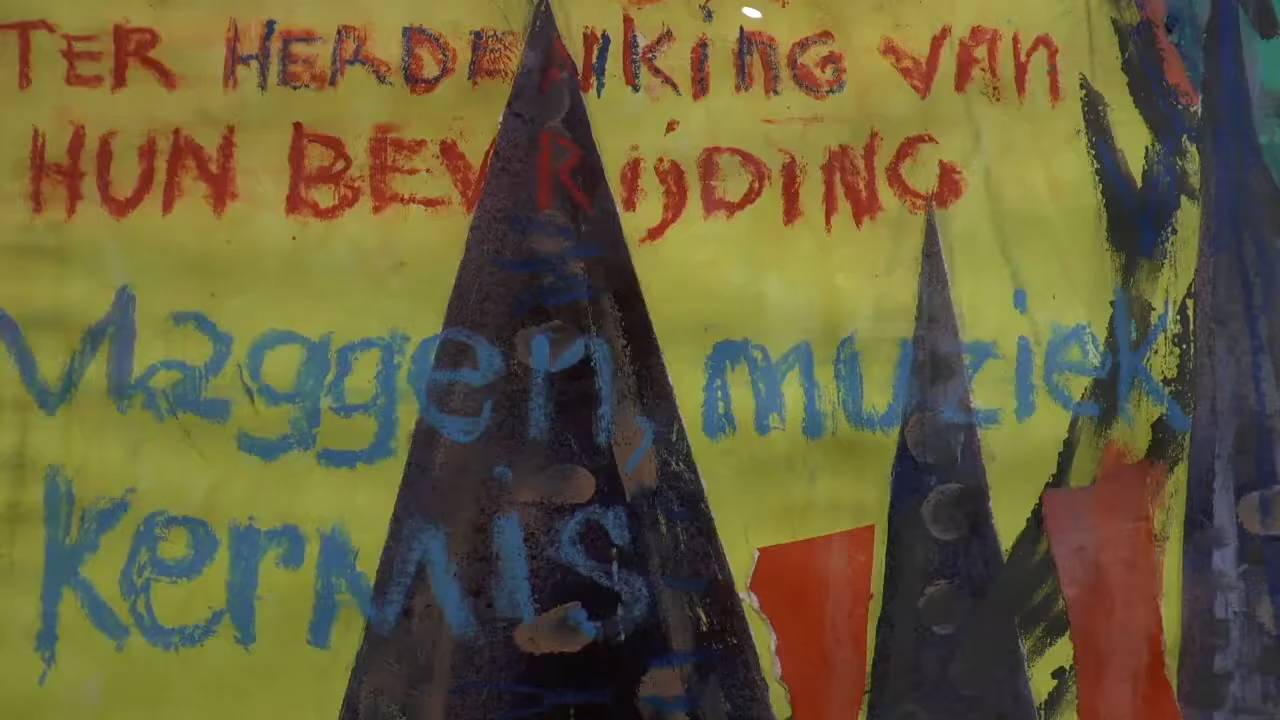 TER HERDENKING VAN
HUN BEVRijDING
Vlaggen, muziek
Kermis